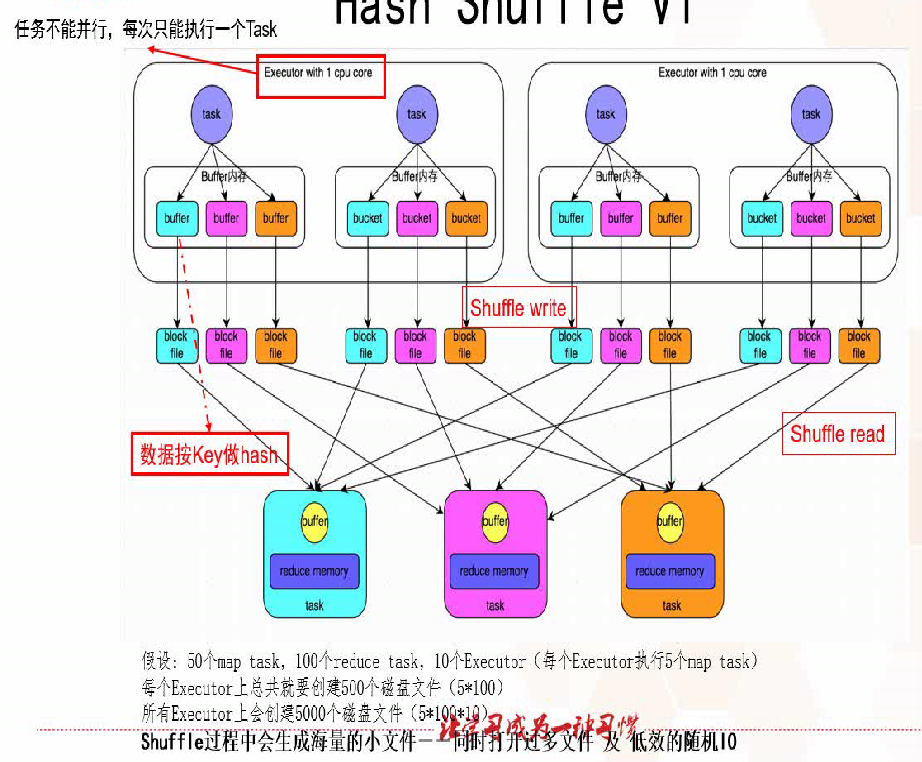 Hash Shuffle V1
任务不能并行，每次只能执行一个Task
Executor with 1 cpu core
Executor with 1 cpu core
task
task
task
task
Buffer内存
Buffer内存
Buffer内存
Buffer内存
buffer buffer buffer
bucket bucket bucket
buffer buffer buffer
bucket bucket bucket
Shuffle write
block file
block file
block file
block file
block file
block file
block file
block file
block file
block file
block file
block file
Shuffle read
数据按Key做hash
buffer
buffer
buffer
reduce memory
reduce memory
reduce memory
task
task
task
假设：50个map task，100个reduce task，10个Executor（每个Executor执行5个map task）
每个Executor上总共就要创建500个磁盘文件（5*100）
所有Executor上会创建5000个磁盘文件（5*100*10）
让学习成为一种习惯
Shuffle过程中会生成海量的小文件——同时打开过多文件 及 低效的随机IO